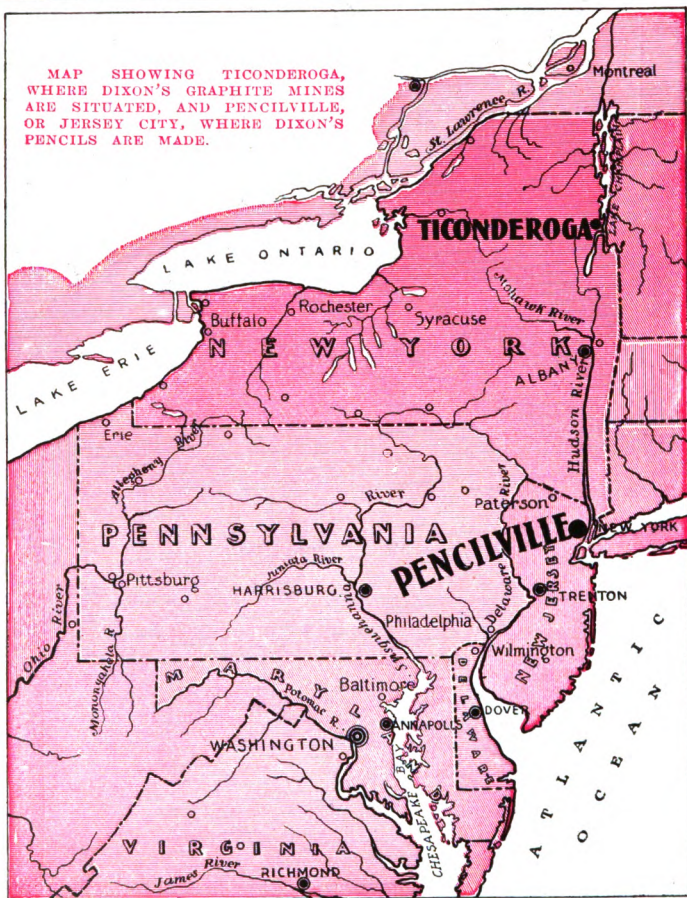 MAP SHOWING TICONDEROGA,
WHERE DIXON'S GRAPHITE MINES
ARE SITUATED, AND PENCILVILLE,
OR JERSEY CITY, WHERE DIXON'S
PENCILS ARE MADE.
Montreal
St. Lawrence R.
LAKE CHAMPLAIN
TICONDEROGA
LAKE ONTARIO
Mohawk River
Rochester
Buffalo
Syracuse
NEW YORK
ALBANY
LAKE ERIE
Hudson River
Erie
Allegheny River
River
River
Paterson
PENNSYLVANIA
PENCILVILLE
NEW YORK
Juniata River
Pittsburg
HARRISBURG
Susquehanna
Delaware
NEW JERSEY
TRENTON
Philadelphia
Ohio River
Monongahela R.
Wilmington
MARYLAND
Potomac R.
Baltimore
DELAWARE
ANNAPOLIS
DOVER
WASHINGTON
CHESAPEAKE BAY
ATLANTIC
OCEAN
VIRGINIA
James River
RICHMOND